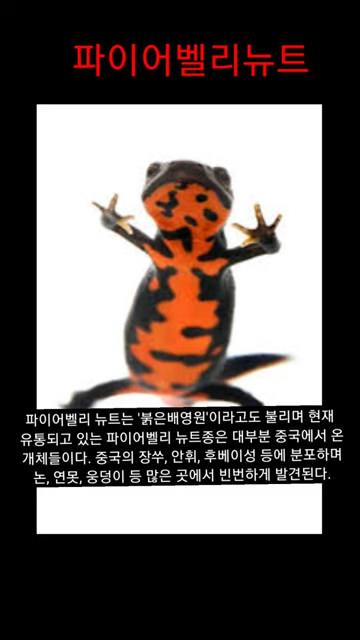 파이어벨리뉴트
파이어벨리 뉴트는 '붉은배영원'이라고도 불리며 현재
유통되고 있는 파이어벨리 뉴트종은 대부분 중국에서 온
개체들이다. 중국의 장쑤, 안휘, 후베이성 등에 분포하며
논, 연못, 웅덩이 등 많은 곳에서 빈번하게 발견된다.